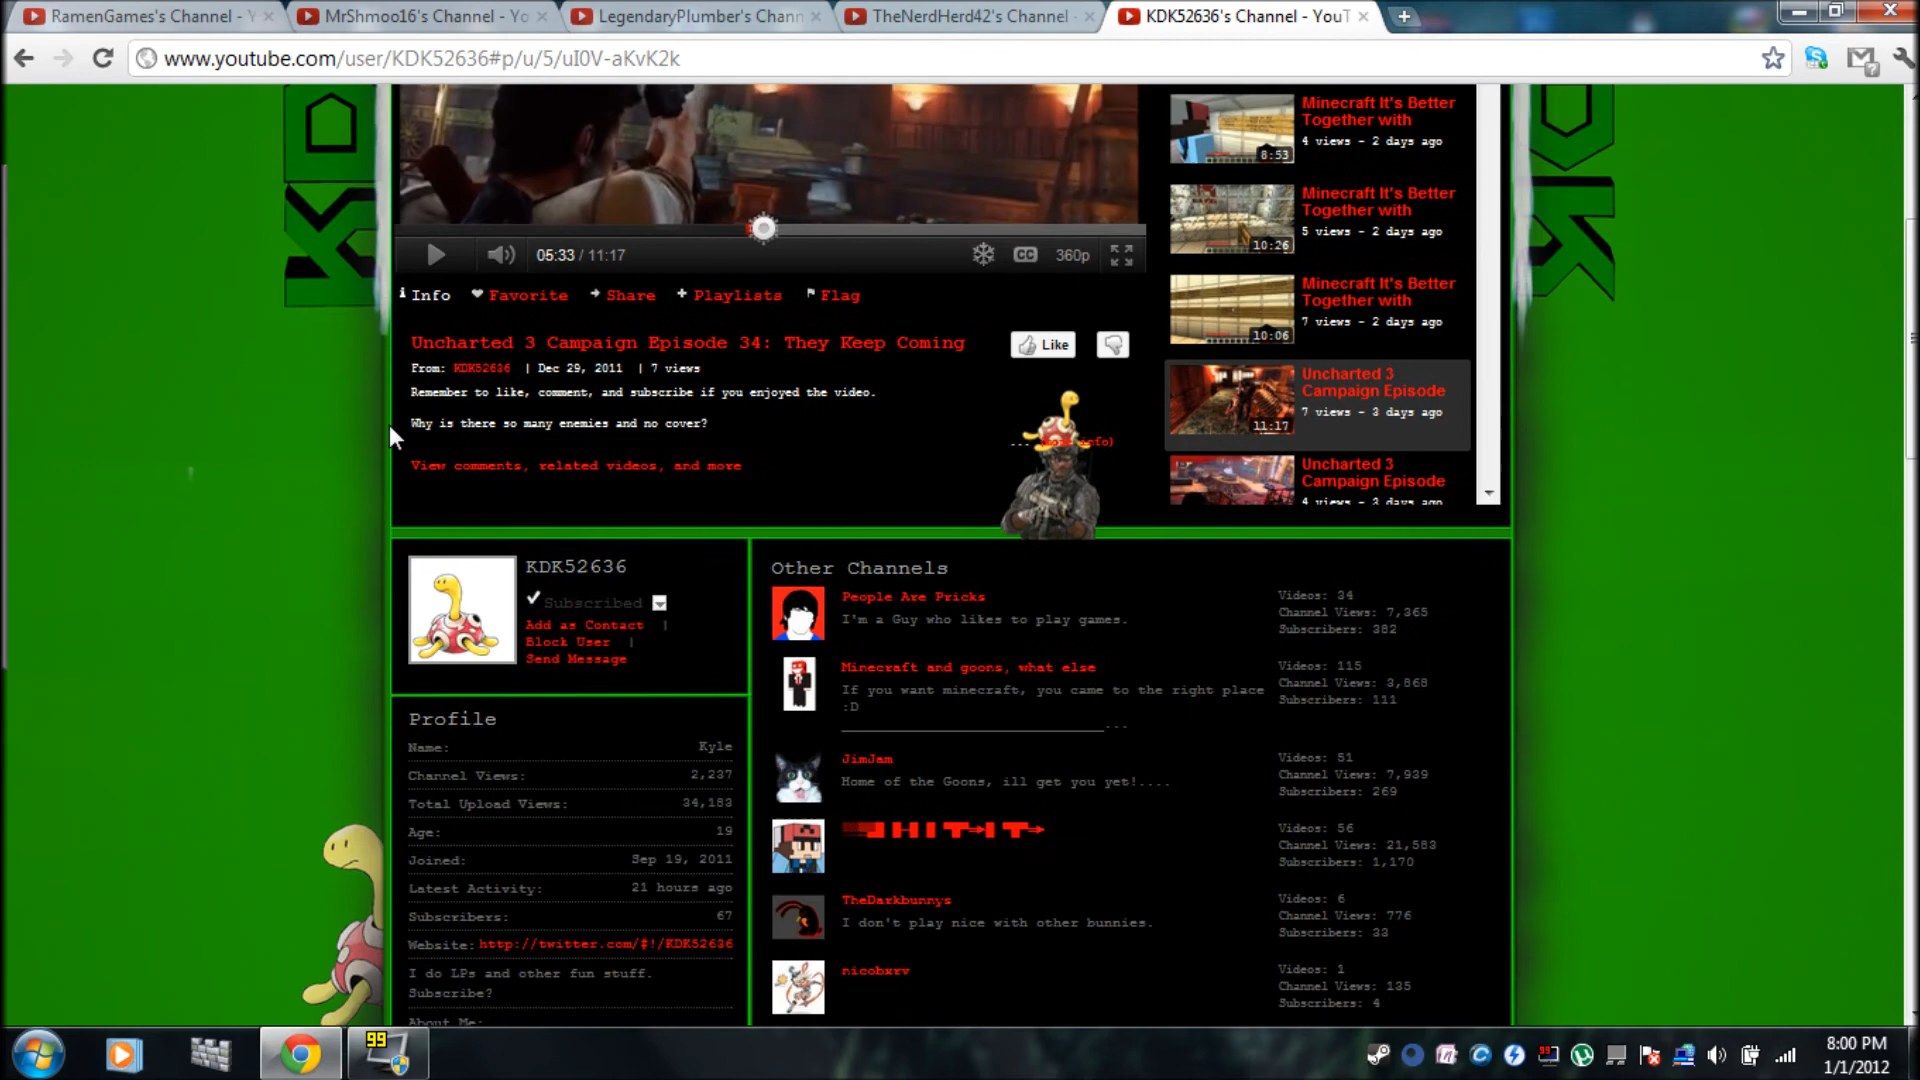 RamenGames's Channel - Y
MrShmoo16's Channel - Yo
LegendaryPlumber's Chann
TheNerdHerd42's Channel -
KDK52636's Channel - YouT
www.youtube.com/user/KDK52636#p/u/5/uI0V-aKvK2k
Minecraft It's Better
Together with
4 views - 2 days ago
8:53
Minecraft It's Better
Together with
5 views - 2 days ago
10:26
Minecraft It's Better
Together with
7 views - 2 days ago
10:06
Uncharted 3
Campaign Episode
7 views - 3 days ago
11:17
Uncharted 3
Campaign Episode
4 views - 3 days ago
05:33 / 11:17
CC
360p
Info
Favorite
Share
Playlists
Flag
Uncharted 3 Campaign Episode 34: They Keep Coming
Like
From: KDK52636 | Dec 29, 2011 | 7 views
Remember to like, comment, and subscribe if you enjoyed the video.
Why is there so many enemies and no cover?
... (more info)
View comments, related videos, and more
KDK52636
Subscribed
Add as Contact |
Block User |
Send Message
Profile
Name: Kyle
Channel Views: 2,237
Total Upload Views: 34,183
Age: 19
Joined: Sep 19, 2011
Latest Activity: 21 hours ago
Subscribers: 67
Website: http://twitter.com/#!/KDK52636
I do LPs and other fun stuff.
Subscribe?
About Me:
Other Channels
People Are Pricks
I'm a Guy who likes to play games.
Videos: 34
Channel Views: 7,365
Subscribers: 382
Minecraft and goons, what else
If you want minecraft, you came to the right place
:D
Videos: 115
Channel Views: 3,868
Subscribers: 111
JimJam
Home of the Goons, ill get you yet!....
Videos: 51
Channel Views: 7,939
Subscribers: 269
Videos: 56
Channel Views: 21,583
Subscribers: 1,170
TheDarkbunnys
I don't play nice with other bunnies.
Videos: 6
Channel Views: 776
Subscribers: 33
nicobxrv
Videos: 1
Channel Views: 135
Subscribers: 4
99
8:00 PM
1/1/2012